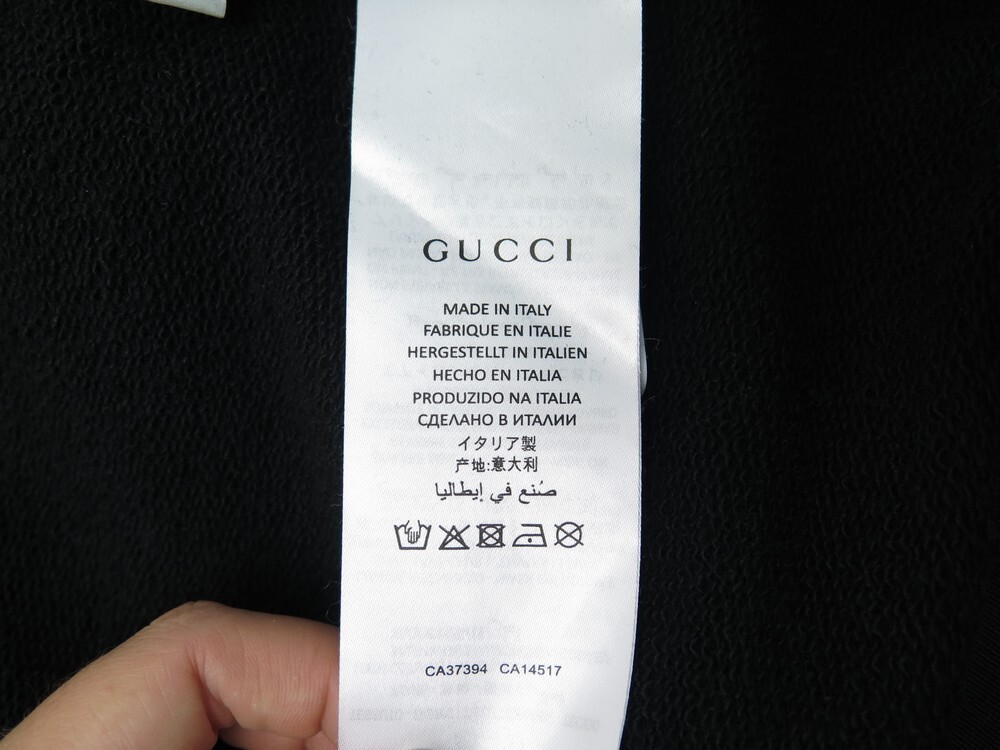 GUCCI
MADE IN ITALY
FABRIQUE EN ITALIE
HERGESTELLT IN ITALIEN
HECHO EN ITALIA
PRODUZIDO NA ITALIA
СДЕЛАНО В ИТАЛИИ
イタリア製
产地:意大利
صُنع في إيطاليا
CA37394 CA14517